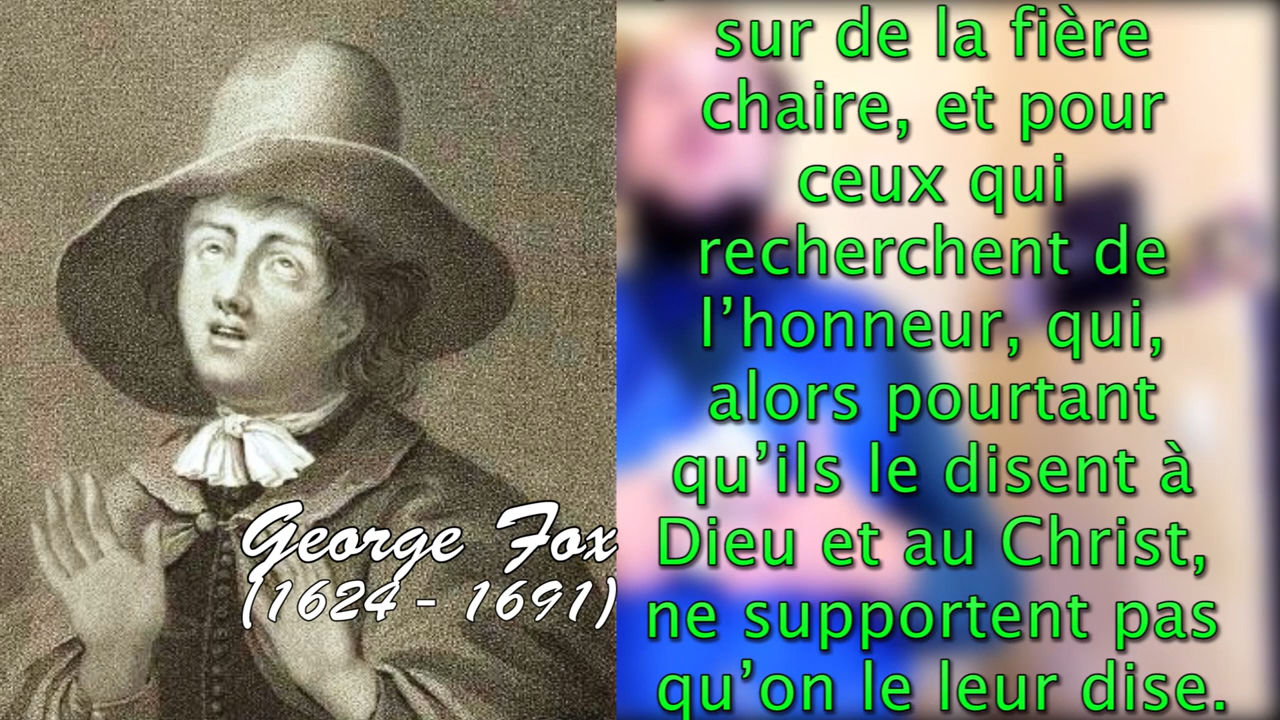 George Fox
(1624 - 1691)
sur de la fière
chaire, et pour
ceux qui
recherchent de
l’honneur, qui,
alors pourtant
qu’ils le disent à
Dieu et au Christ,
ne supportent pas
qu’on le leur dise.